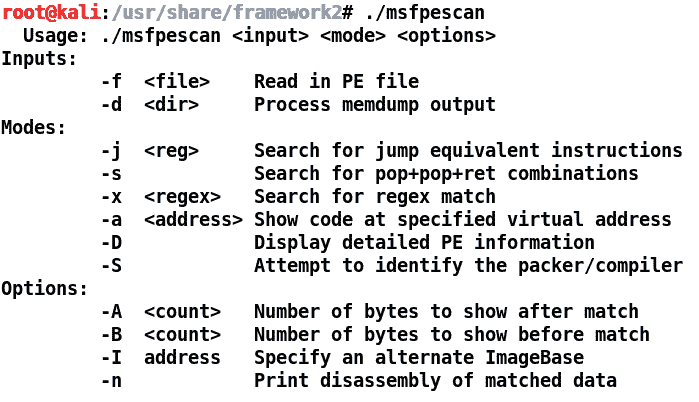 root@kali:/usr/share/framework2# ./msfpescan
Usage: ./msfpescan <input> <mode> <options>
Inputs:
-f <file> Read in PE file
-d <dir> Process memdump output
Modes:
-j <reg> Search for jump equivalent instructions
-s Search for pop+pop+ret combinations
-x <regex> Search for regex match
-a <address> Show code at specified virtual address
-D Display detailed PE information
-S Attempt to identify the packer/compiler
Options:
-A <count> Number of bytes to show after match
-B <count> Number of bytes to show before match
-I address Specify an alternate ImageBase
-n Print disassembly of matched data